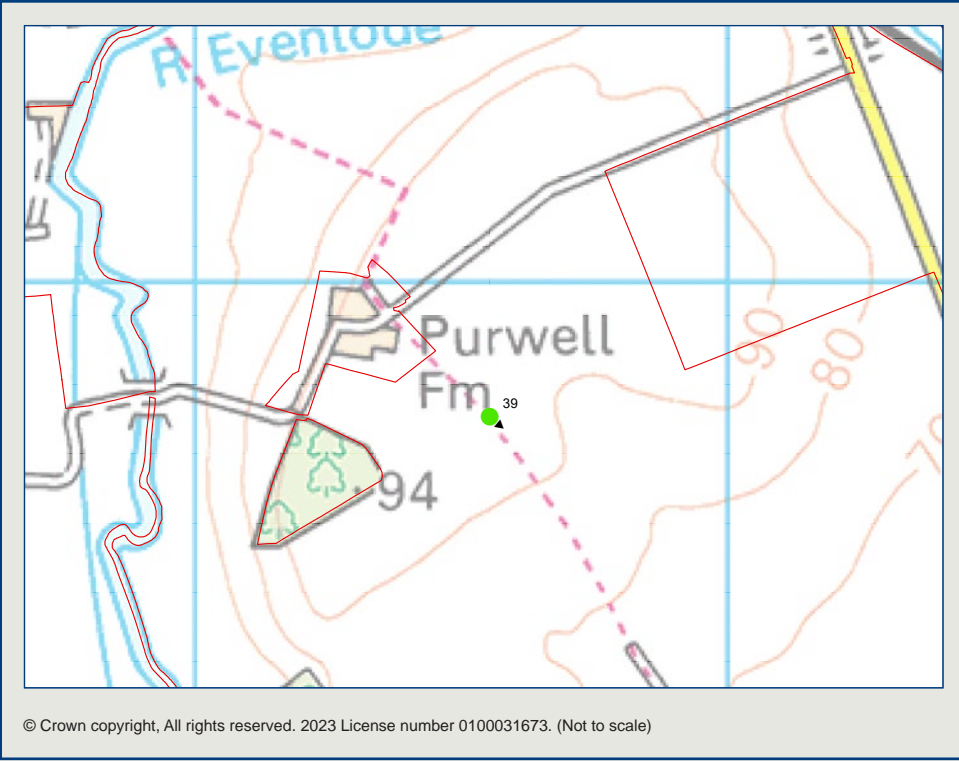 R Evenlode
Purwell
Fm
39
94
90
80
© Crown copyright, All rights reserved. 2023 License number 0100031673. (Not to scale)